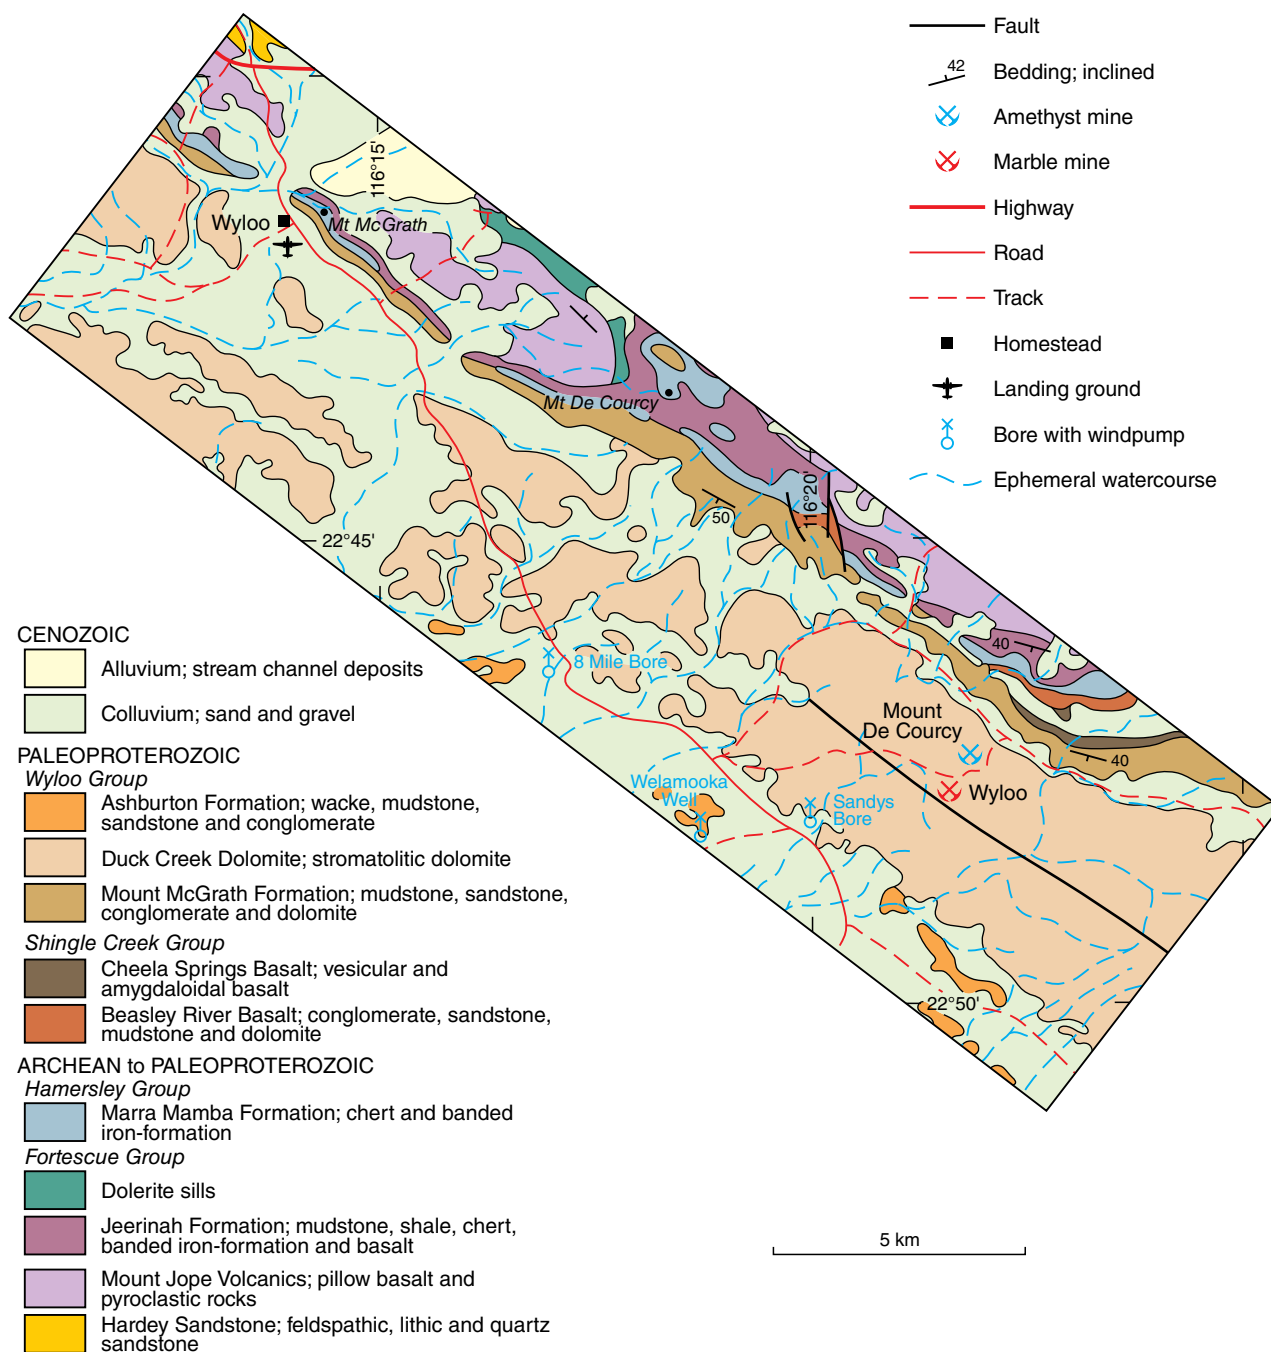 Fault
42
Bedding; inclined
Amethyst mine
Marble mine
Highway
Road
Track
Homestead
Landing ground
Bore with windpump
Ephemeral watercourse
116°15'
Wyloo
Mt McGrath
Mt De Courcy
116°20'
50
22°45'
40
8 Mile Bore
Mount
De Courcy
40
Welamooka
Well
Wyloo
Sandys
Bore
22°50'
5 km
CENOZOIC
Alluvium; stream channel deposits
Colluvium; sand and gravel
PALEOPROTEROZOIC
Wyloo Group
Ashburton Formation; wacke, mudstone,
sandstone and conglomerate
Duck Creek Dolomite; stromatolitic dolomite
Mount McGrath Formation; mudstone, sandstone,
conglomerate and dolomite
Shingle Creek Group
Cheela Springs Basalt; vesicular and
amygdaloidal basalt
Beasley River Basalt; conglomerate, sandstone,
mudstone and dolomite
ARCHEAN to PALEOPROTEROZOIC
Hamersley Group
Marra Mamba Formation; chert and banded
iron-formation
Fortescue Group
Dolerite sills
Jeerinah Formation; mudstone, shale, chert,
banded iron-formation and basalt
Mount Jope Volcanics; pillow basalt and
pyroclastic rocks
Hardey Sandstone; feldspathic, lithic and quartz
sandstone